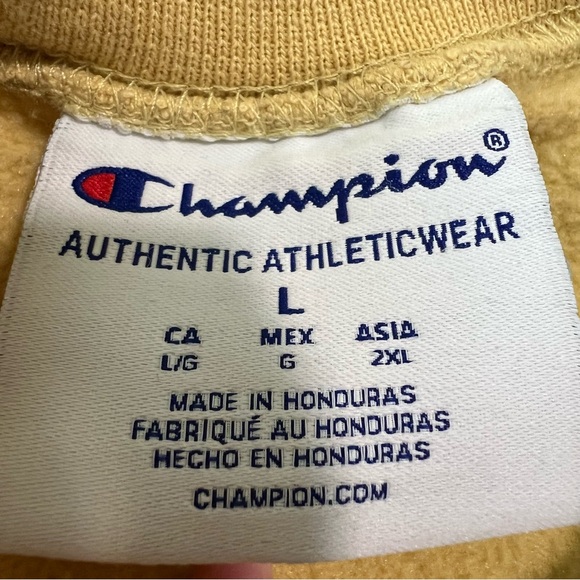 Champion®
AUTHENTIC ATHLETICWEAR
L
CA MEX ASIA
L/G G 2XL
MADE IN HONDURAS
FABRIQUÉ AU HONDURAS
HECHO EN HONDURAS
CHAMPION.COM